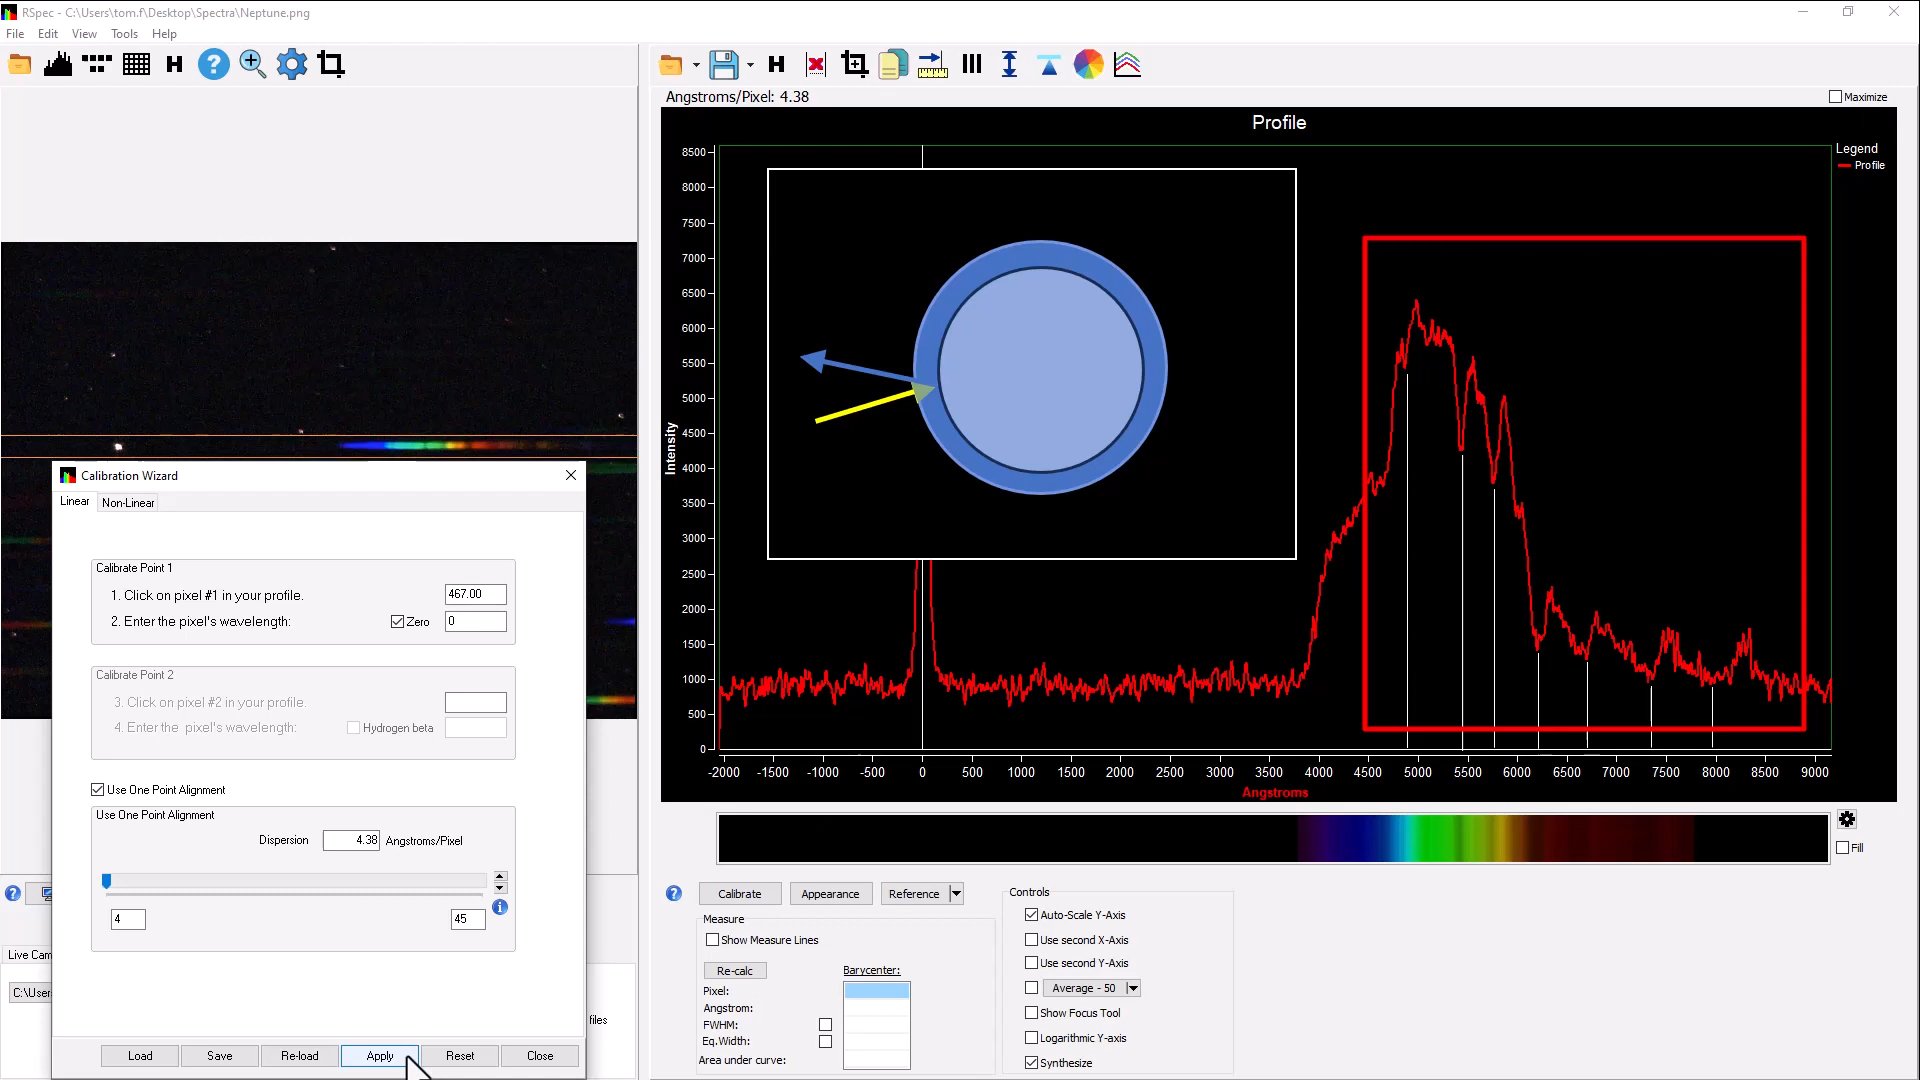 RSpec - C:\Users\tom.f\Desktop\Spectra\Neptune.png
File Edit View Tools Help
H ?
H
Angstroms/Pixel: 4.38
Maximize
Profile
Legend
Profile
8500
8000
7500
7000
6500
6000
5500
5000
4500
4000
3500
3000
2500
2000
1500
1000
500
0
Intensity
-2000 -1500 -1000 -500 0 500 1000 1500 2000 2500 3000 3500 4000 4500 5000 5500 6000 6500 7000 7500 8000 8500 9000
Angstroms
Calibration Wizard
Linear Non-Linear
Calibrate Point 1
1. Click on pixel #1 in your profile. 467.00
2. Enter the pixel's wavelength: Zero 0
Calibrate Point 2
3. Click on pixel #2 in your profile.
4. Enter the pixel's wavelength: Hydrogen beta
Use One Point Alignment
Use One Point Alignment
Dispersion 4.38 Angstroms/Pixel
4 45
i
Load Save Re-load Apply Reset Close
?
Live Cam
C:\User
files
Fill
? Calibrate Appearance Reference
Measure
Show Measure Lines
Re-calc Barycenter:
Pixel:
Angstrom:
FWHM:
Eq.Width:
Area under curve:
Controls
Auto-Scale Y-Axis
Use second X-Axis
Use second Y-Axis
Average - 50
Show Focus Tool
Logarithmic Y-axis
Synthesize